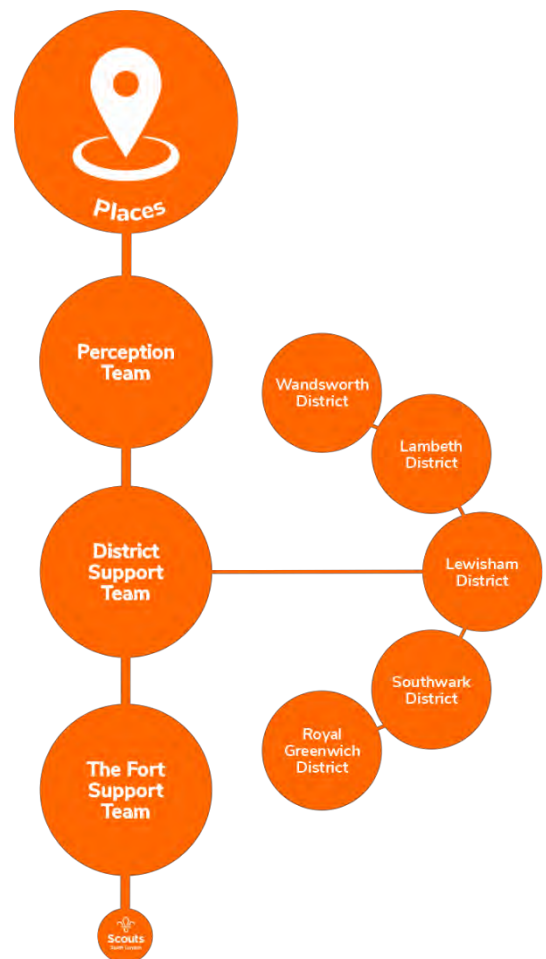 Places
Perception
Team
District
Support
Team
The Fort
Support
Team
Scouts
Wandsworth
District
Lambeth
District
Lewisham
District
Southwark
District
Royal
Greenwich
District